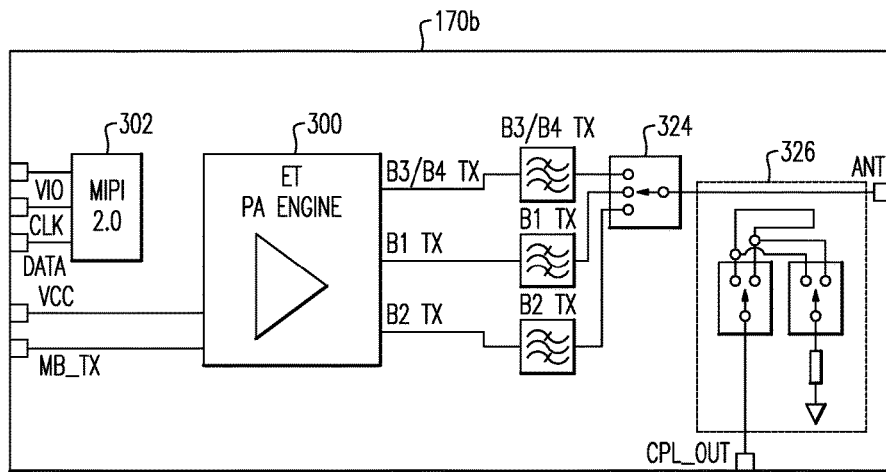 170b
302
MIPI
2.0
VIO
CLK
DATA
VCC
MB_TX
300
ET
PA ENGINE
B3/B4 TX
B1 TX
B2 TX
B3/B4 TX
B1 TX
B2 TX
324
326
ANT
CPL_OUT